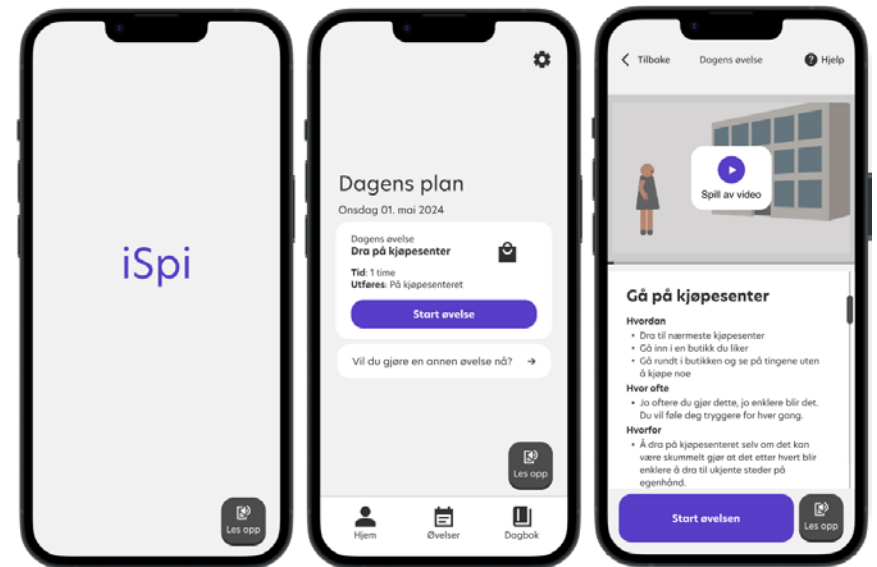 iSpi
Les opp
Dagens plan
Onsdag 01. mai 2024
Dagens øvelse
Dra på kjøpesenter
Tid: 1 time
Utføres: På kjøpesenteret
Start øvelse
Vil du gjøre en annen øvelse nå? →
Les opp
Hjem Øvelser Dagbok
Tilbake Dagens øvelse ? Hjelp
Spill av video
Gå på kjøpesenter
Hvordan
• Dra til nærmeste kjøpesenter
• Gå inn i en butikk du liker
• Gå rundt i butikken og se på tingene uten
å kjøpe noe
Hvor ofte
• Jo oftere du gjør dette, jo enklere blir det.
Du vil føle deg tryggere for hver gang.
Hvorfor
• Å dra på kjøpesenteret selv om det kan
være skummelt gjør at det etter hvert blir
enklere å dra til ukjente steder på
egenhånd.
Start øvelsen
Les opp